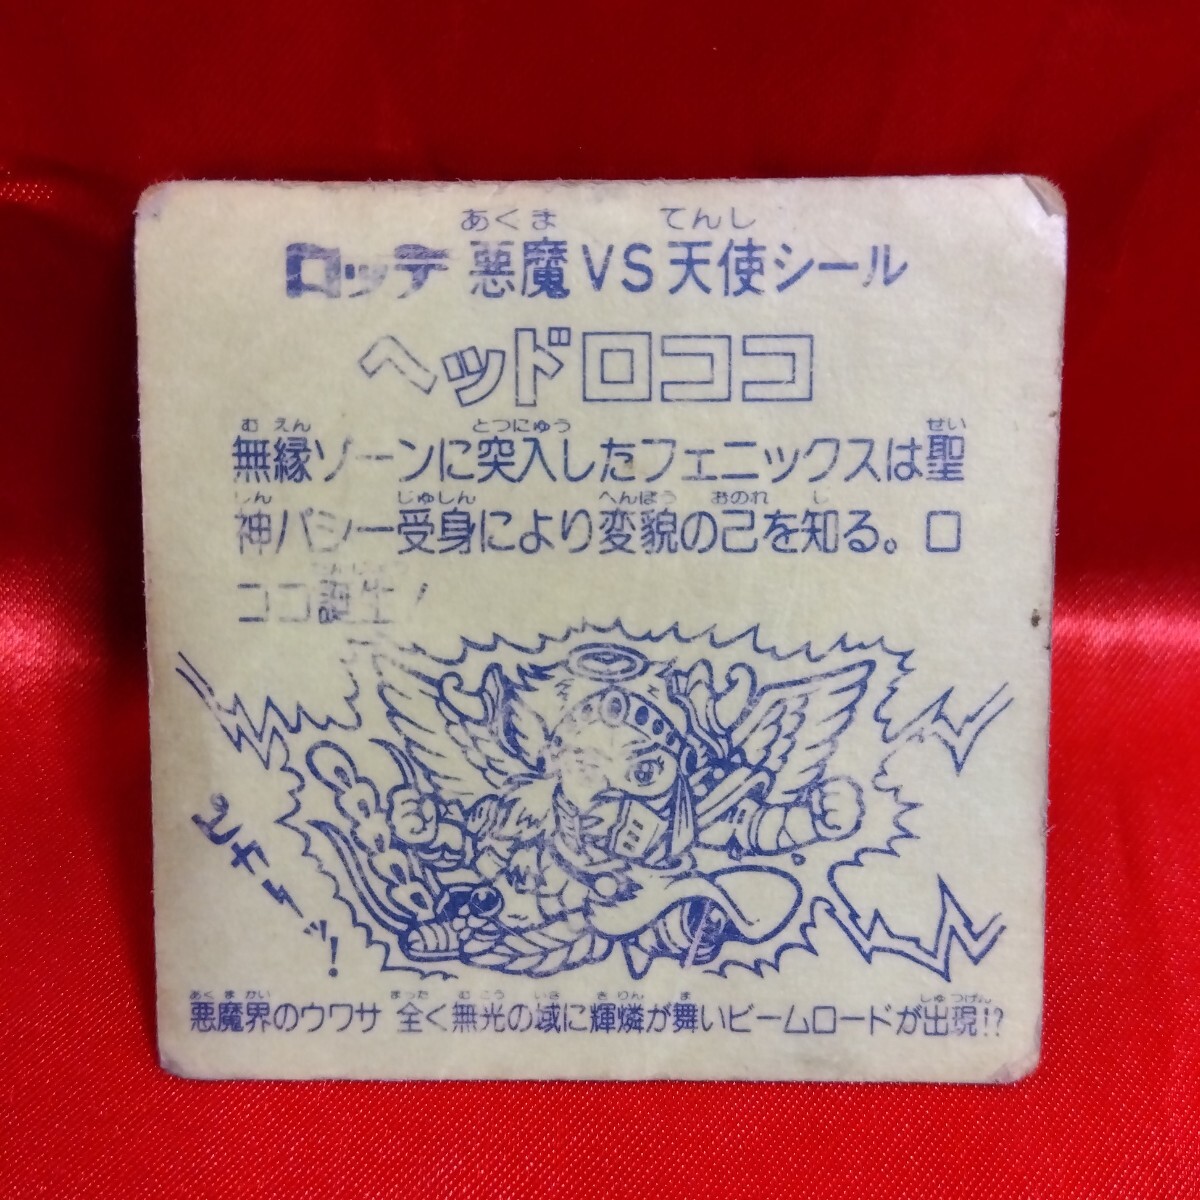 あくま てんし
ロッテ 悪魔VS天使シール
ヘッドロココ
む えん とつにゅう せい
無縁ゾーンに突入したフェニックスは聖
しん じゅしん へんぼう おのれ し
神パシー受身により変貌の己を知る。ロ
ココ誕生!
ピカーッ!
あくまかい まった むこう いき きりん ま しゅつげん
悪魔界のウワサ 全く無光の域に輝燐が舞いビームロードが出現!?